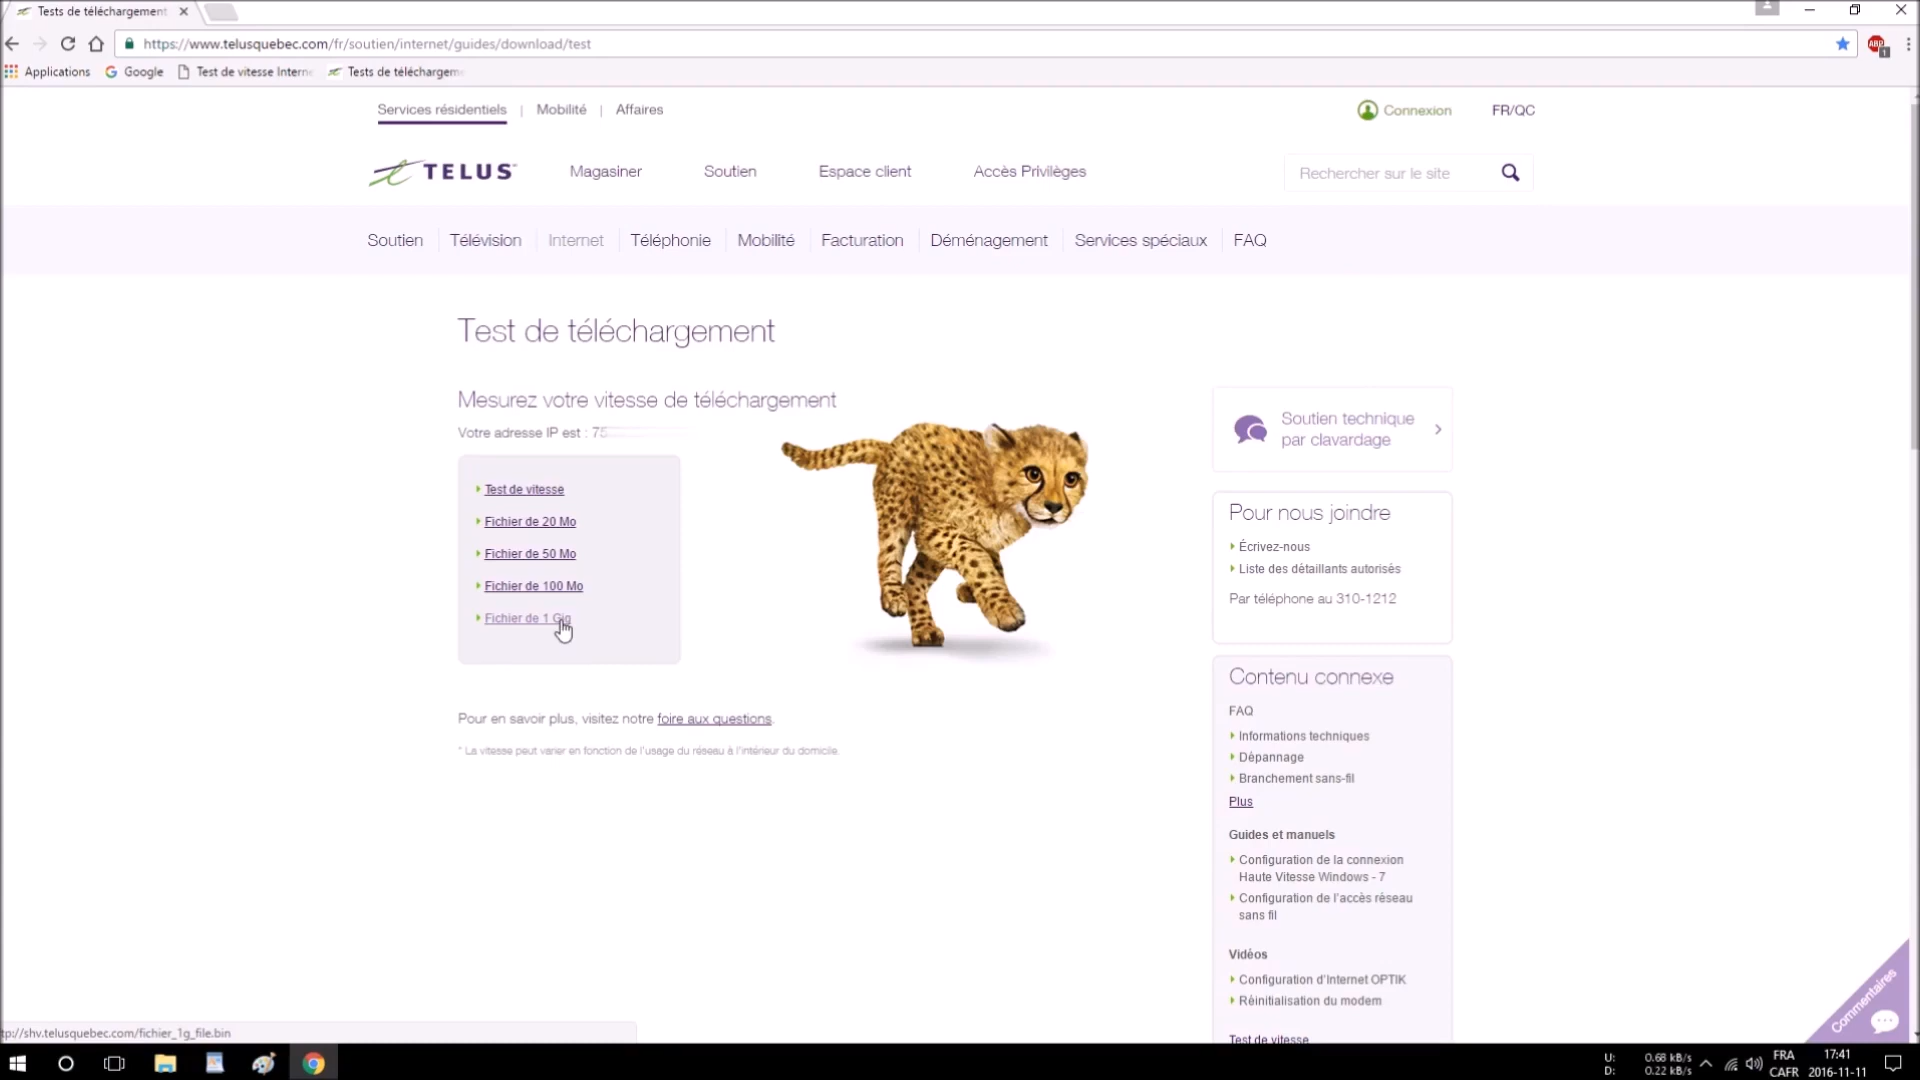 Tests de téléchargement
https://www.telusquebec.com/fr/soutien/internet/guides/download/test
ABP
1
Applications
Google
Test de vitesse Intern
Tests de téléchargem
Services résidentiels | Mobilité | Affaires
Connexion
FR/QC
TELUS
Magasiner
Soutien
Espace client
Accès Privilèges
Rechercher sur le site
Soutien
Télévision
Internet
Téléphonie
Mobilité
Facturation
Déménagement
Services spéciaux
FAQ
Test de téléchargement
Mesurez votre vitesse de téléchargement
Votre adresse IP est : 75
Test de vitesse
Fichier de 20 Mo
Fichier de 50 Mo
Fichier de 100 Mo
Fichier de 1 Gig
Pour en savoir plus, visitez notre foire aux questions.
* La vitesse peut varier en fonction de l'usage du réseau à l'intérieur du domicile.
Soutien technique
par clavardage
Pour nous joindre
Écrivez-nous
Liste des détaillants autorisés
Par téléphone au 310-1212
Contenu connexe
FAQ
Informations techniques
Dépannage
Branchement sans-fil
Plus
Guides et manuels
Configuration de la connexion
Haute Vitesse Windows - 7
Configuration de l'accès réseau
sans fil
Vidéos
Configuration d'Internet OPTIK
Réinitialisation du modem
Test de vitesse
Commentaires
tp://shv.telusquebec.com/fichier_1g_file.bin
U: 0.68 kB/s
D: 0.22 kB/s
FRA
CAFR
17:41
2016-11-11